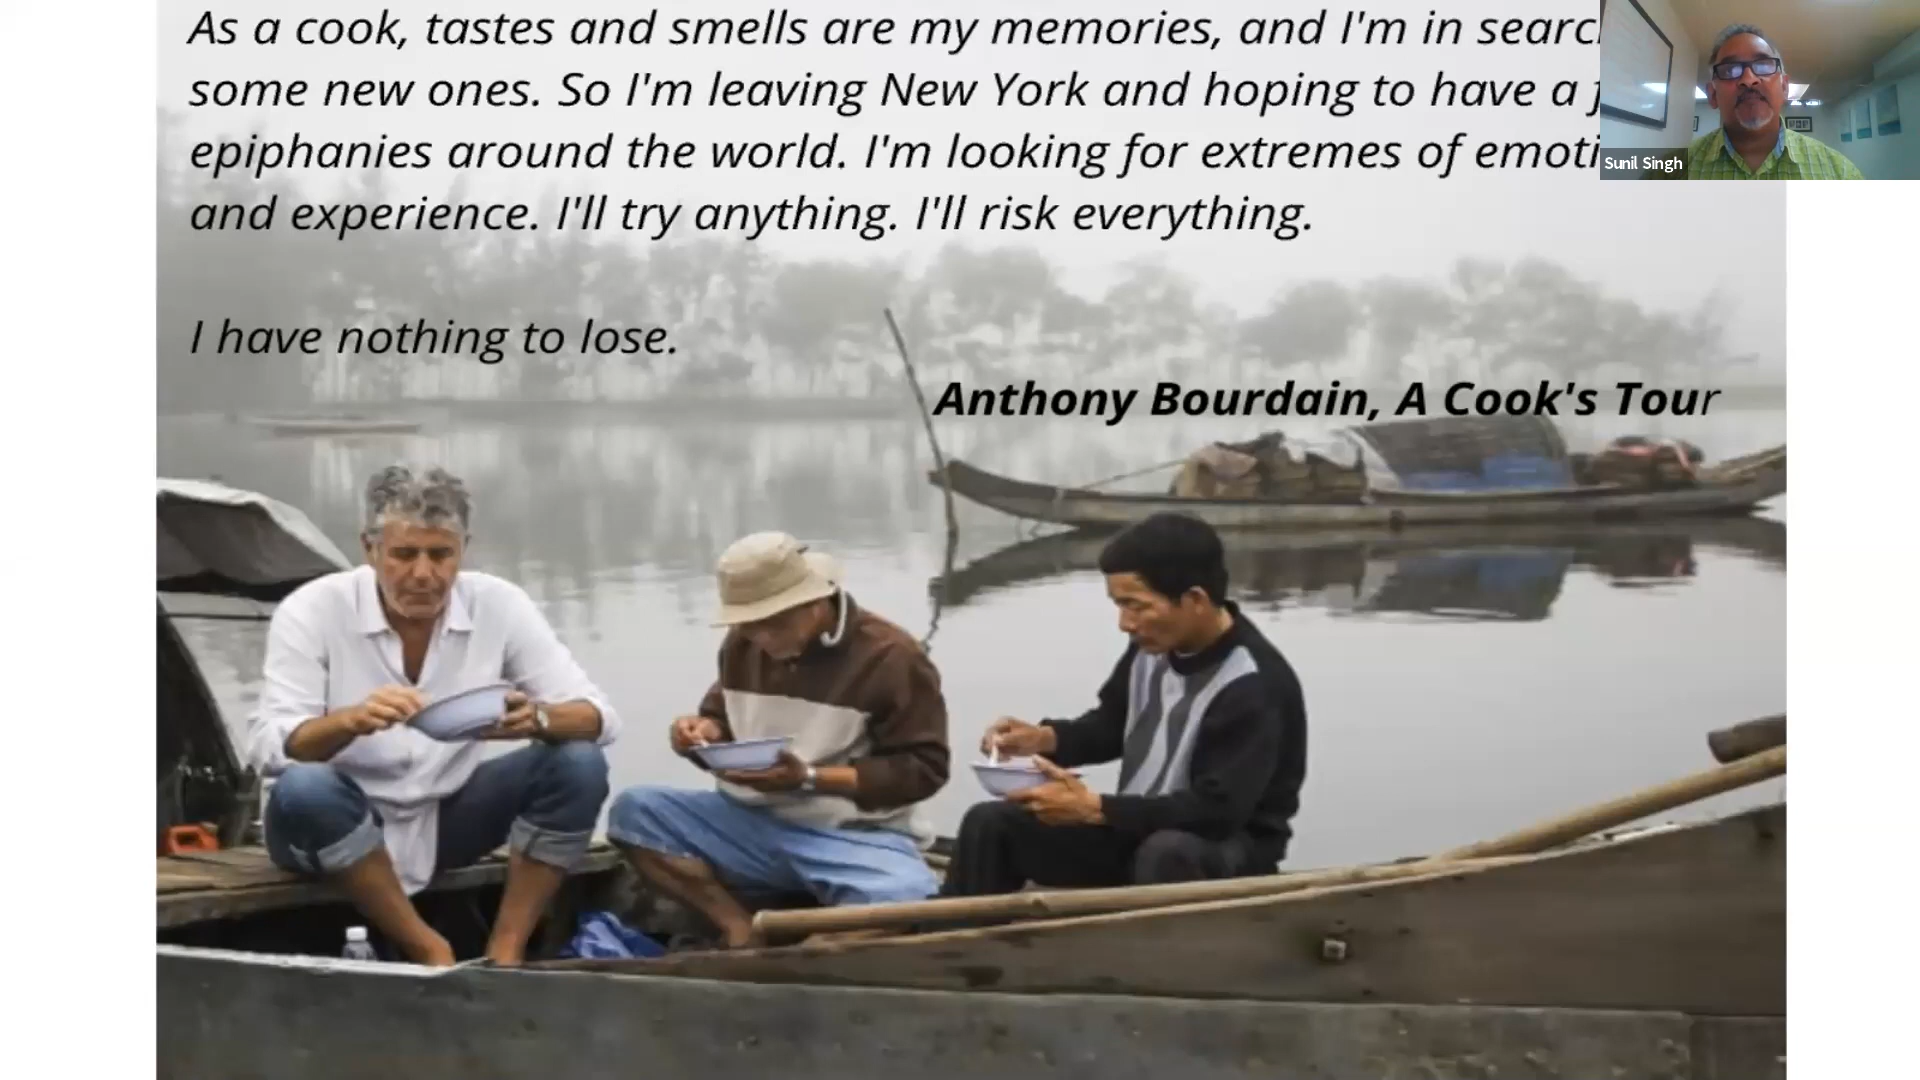 As a cook, tastes and smells are my memories, and I'm in searc
some new ones. So I'm leaving New York and hoping to have a
epiphanies around the world. I'm looking for extremes of emoti
and experience. I'll try anything. I'll risk everything.
I have nothing to lose.
Anthony Bourdain, A Cook's Tour
Sunil Singh